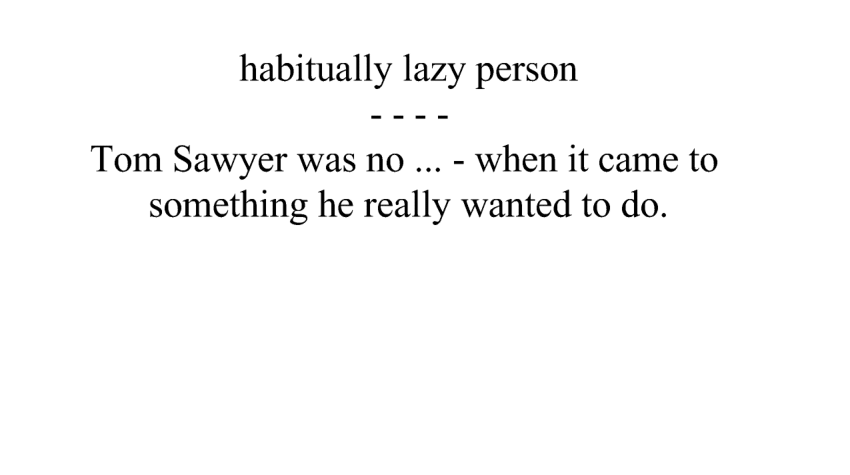 habitually lazy person
- - - -
Tom Sawyer was no ... - when it came to
something he really wanted to do.